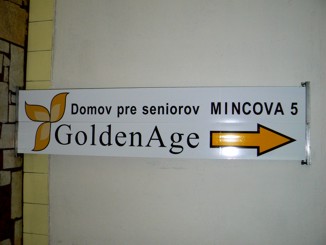 Domov pre seniorov MINCOVA 5
GoldenAge